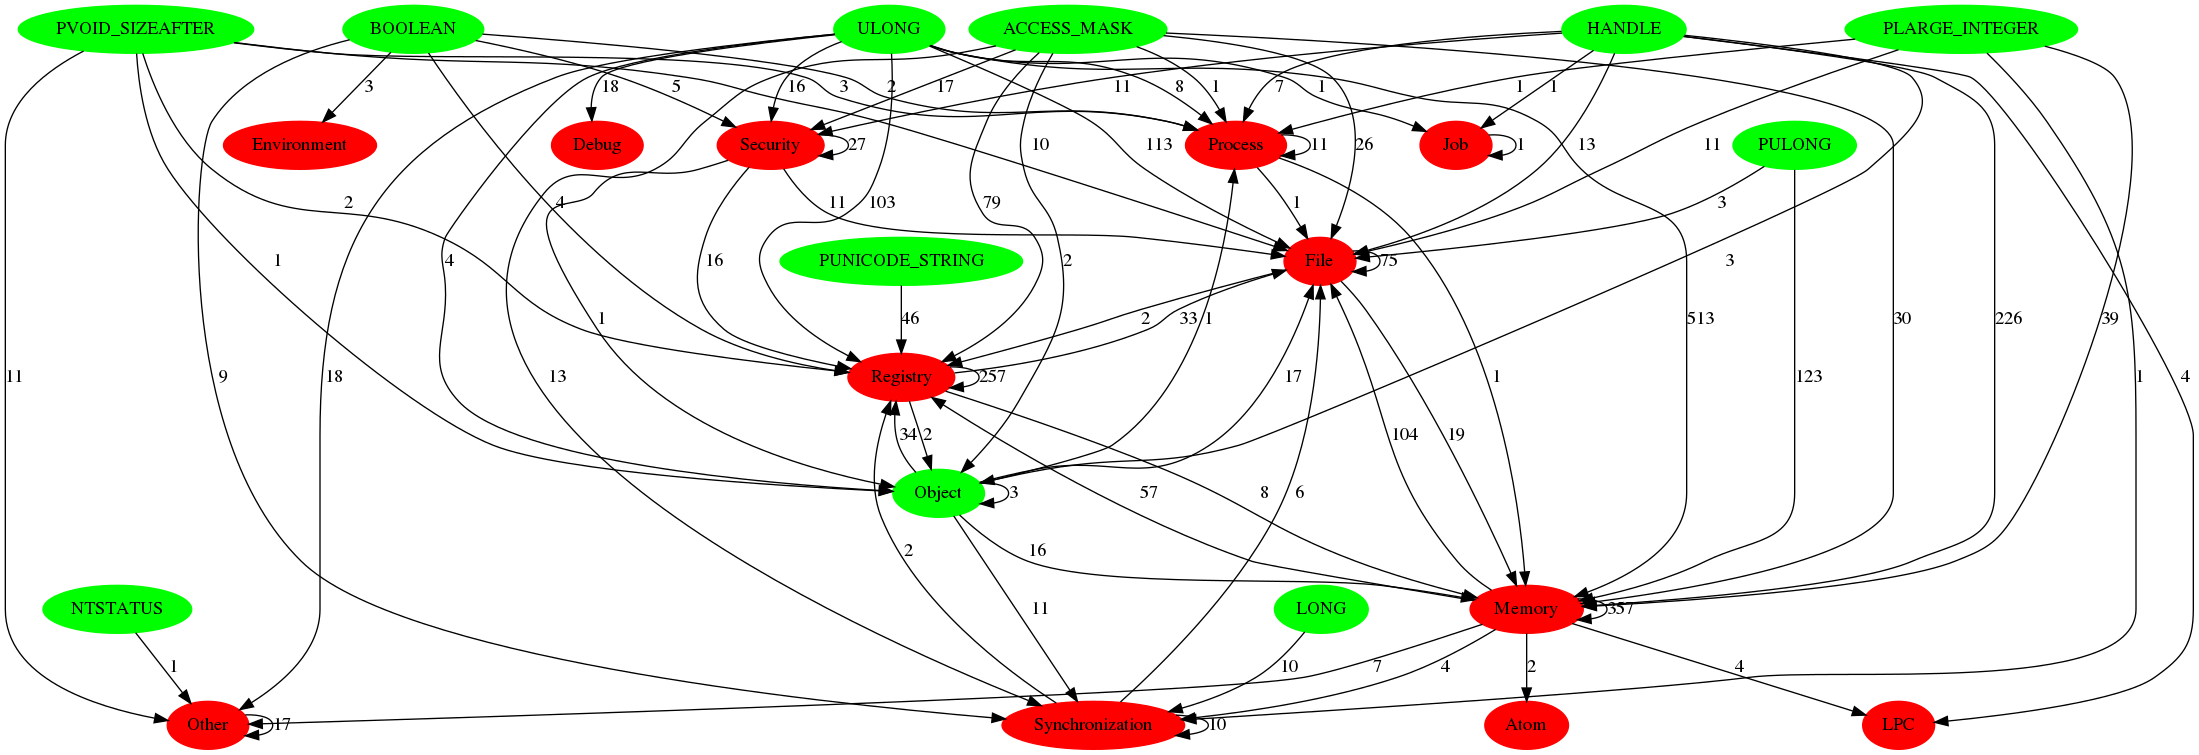 PVOID_SIZEAFTER BOOLEAN ULONG ACCESS_MASK HANDLE PLARGE_INTEGER
3 18 5 16 2 17 3 11 8 1 7 1 1 1
Environment Debug Security 27 10 113 Process 11 26 Job 1 13 11 PULONG
2 4 11 103 79 1 3
1 16 PUNICODE_STRING 4 2 File 75 3
1 46 2 33 1 513 30 226 39
11 9 18 13 Registry 257 17 1 123 1 4
34 2 104 19
Object 3 57 8
2 16 6
NTSTATUS 11 LONG Memory 357
1 10 7 4 2 4
Other 17 Synchronization 10 Atom LPC